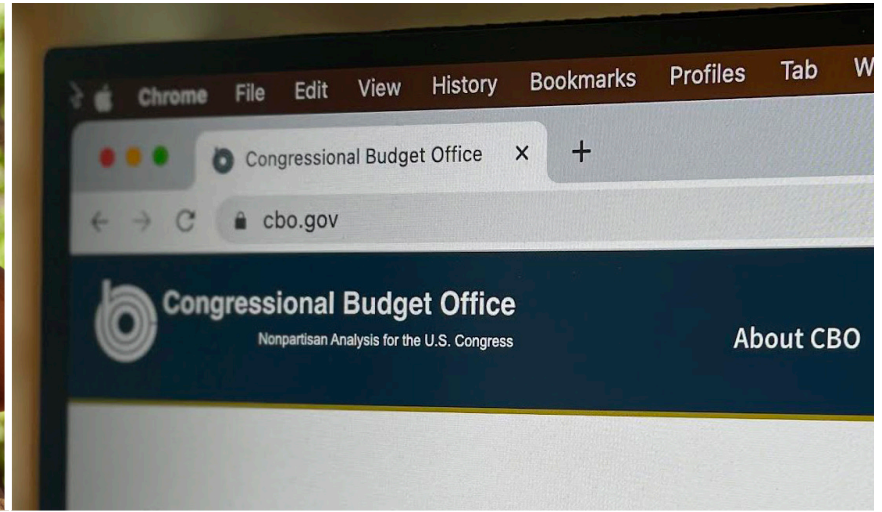 Chrome File Edit View History Bookmarks Profiles Tab W
Congressional Budget Office
cbo.gov
Congressional Budget Office
Nonpartisan Analysis for the U.S. Congress
About CBO